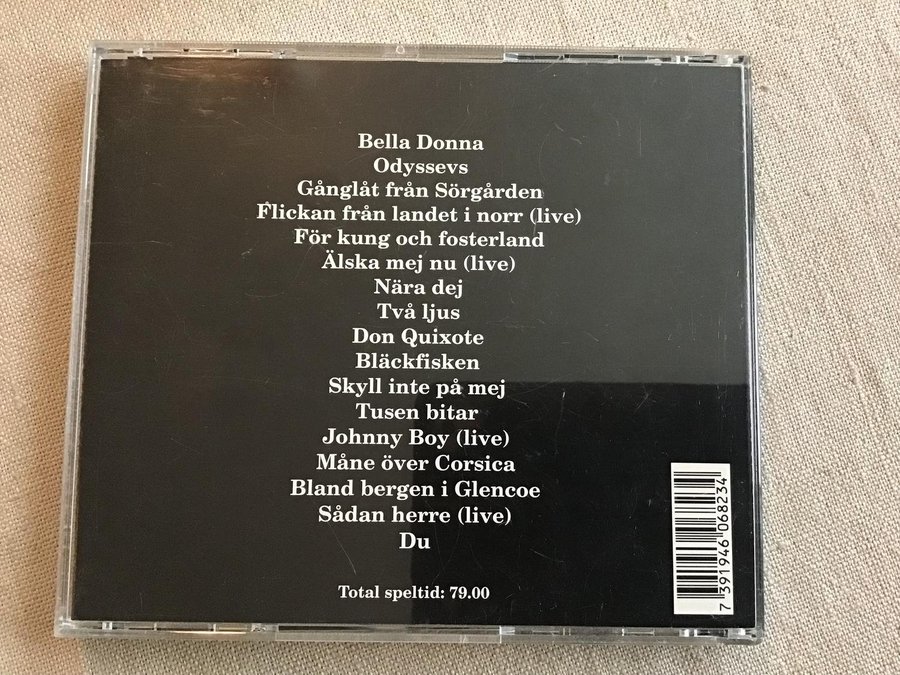 Bella Donna
Odyssevs
Gånglåt från Sörgården
Flickan från landet i norr (live)
För kung och fosterland
Älska mej nu (live)
Nära dej
Två ljus
Don Quixote
Bläckfisken
Skyll inte på mej
Tusen bitar
Johnny Boy (live)
Måne över Corsica
Bland bergen i Glencoe
Sådan herre (live)
Du
Total speltid: 79.00
7 391946 068234